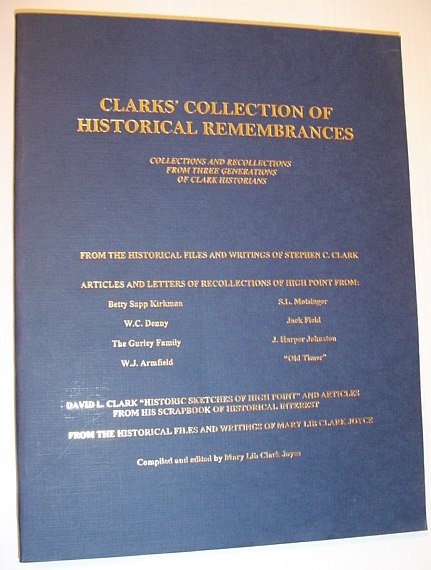 CLARKS' COLLECTION OF
HISTORICAL REMEMBRANCES
COLLECTIONS AND RECOLLECTIONS
FROM THREE GENERATIONS
OF CLARK HISTORIANS
FROM THE HISTORICAL FILES AND WRITINGS OF STEPHEN C. CLARK
ARTICLES AND LETTERS OF RECOLLECTIONS OF HIGH POINT FROM:
Betty Sapp Kirkman
S.L. Motsinger
W.C. Denny
Jack Field
The Gurley Family
J. Harper Johnston
W.J. Armfield
"Old Timer"
DAVID L. CLARK "HISTORIC SKETCHES OF HIGH POINT" AND ARTICLES
FROM HIS SCRAPBOOK OF HISTORICAL INTEREST
FROM THE HISTORICAL FILES AND WRITINGS OF MARY LIB CLARK JOYCE
Compiled and edited by Mary Lib Clark Joyce